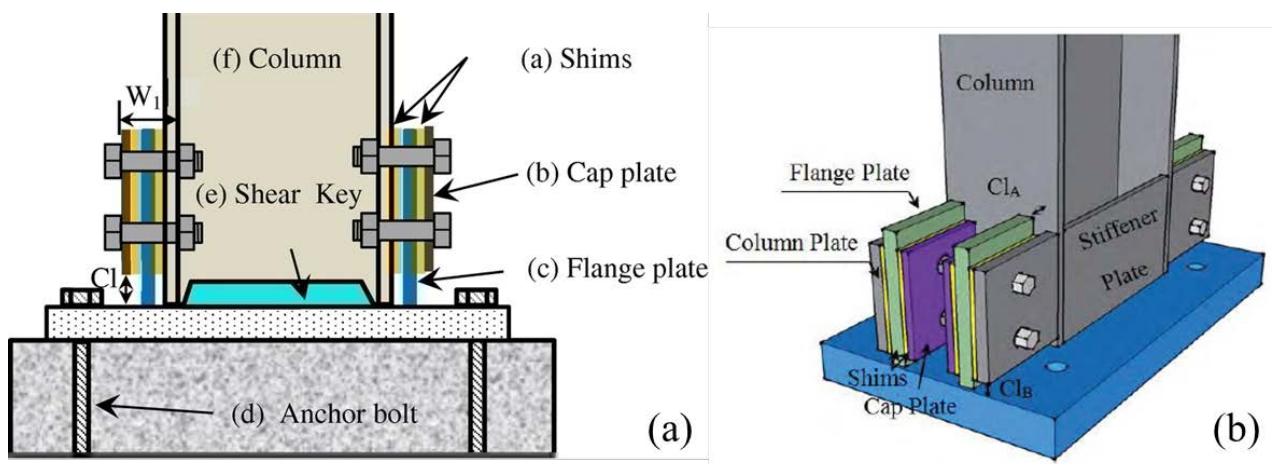 (f) Column
(a) Shims
W1
(b) Cap plate
(e) Shear Key
(c) Flange plate
Cl
(d) Anchor bolt
(a)
Column
Flange Plate
ClA
Column Plate
Stiffener
Plate
Shims
Cap Plate
ClB
(b)